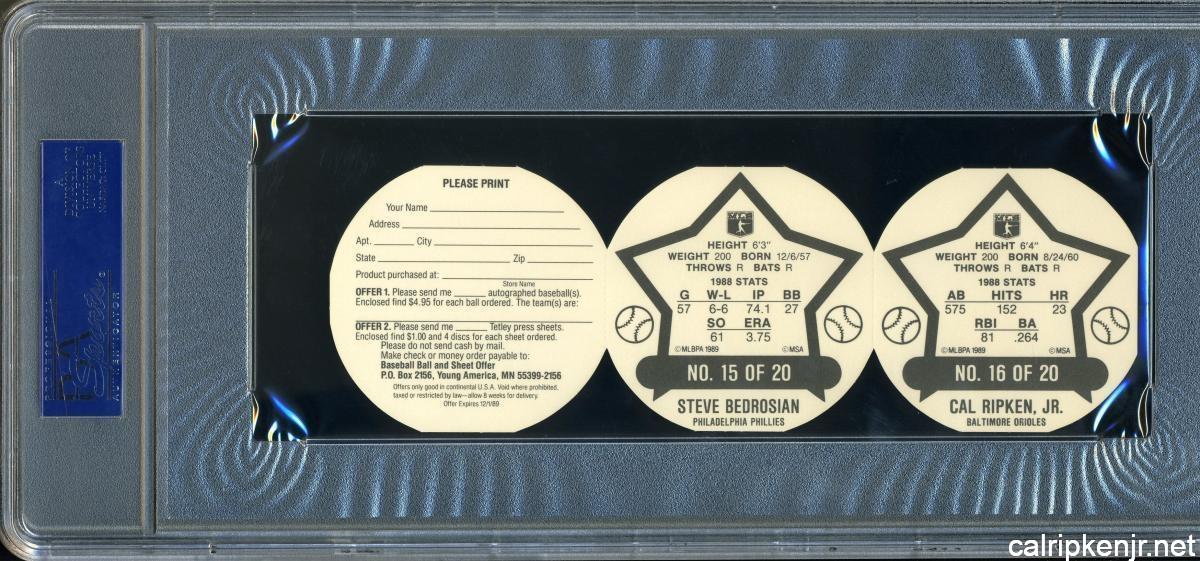 PLEASE PRINT
Your Name
Address
Apt. City
State Zip
Product purchased at:
Store Name
OFFER 1. Please send me autographed baseball(s).
Enclosed find $4.95 for each ball ordered. The team(s) are:
OFFER 2. Please send me Tetley press sheets.
Enclosed find $1.00 and 4 discs for each sheet ordered.
Please do not send cash by mail.
Make check or money order payable to:
Baseball Ball and Sheet Offer
P.O. Box 2156, Young America, MN 55399-2156
Offers only good in continental U.S.A. Void where prohibited,
taxed or restricted by law—allow 8 weeks for delivery.
Offer Expires 12/1/89
HEIGHT 6'3"
WEIGHT 200 BORN 12/6/57
THROWS R BATS R
1988 STATS
G W-L IP BB
57 6-6 74.1 27
SO ERA
61 3.75
©MLBPA 1989 ©MSA
NO. 15 OF 20
STEVE BEDROSIAN
PHILADELPHIA PHILLIES
HEIGHT 6'4"
WEIGHT 200 BORN 8/24/60
THROWS R BATS R
1988 STATS
AB HITS HR
575 152 23
RBI BA
81 .264
©MLBPA 1989 ©MSA
NO. 16 OF 20
CAL RIPKEN, JR.
BALTIMORE ORIOLES
PROFESSIONAL
PSA
Sports
AUTHENTICATOR
A
DIVISION OF
COLLECTORS
UNIVERSE
calripkenjr.net